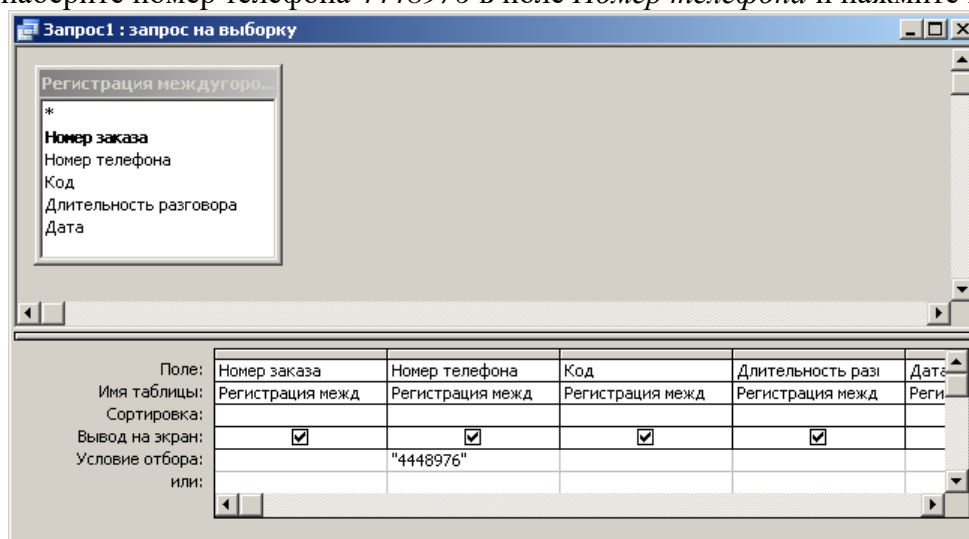 наберите номер телефона 4448976 в поле Номер телефона и нажмите
Запрос1 : запрос на выборку
Регистрация междугоро...
*
Номер заказа
Номер телефона
Код
Длительность разговора
Дата
Поле: Номер заказа Номер телефона Код Длительность разі Дата
Имя таблицы: Регистрация межд Регистрация межд Регистрация межд Регистрация межд Реги
Сортировка:
Вывод на экран:
Условие отбора: "4448976"
или: